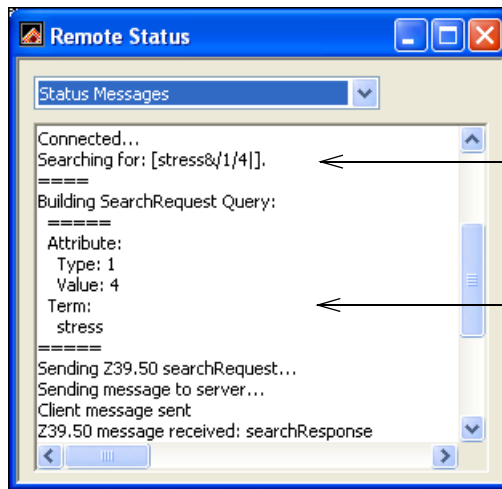 Remote Status
Status Messages
Connected...
Searching for: [stress&/1/4|].
====
Building SearchRequest Query:
=====
Attribute:
Type: 1
Value: 4
Term:
stress
=====
Sending Z39.50 searchRequest...
Sending message to server...
Client message sent
Z39.50 message received: searchResponse